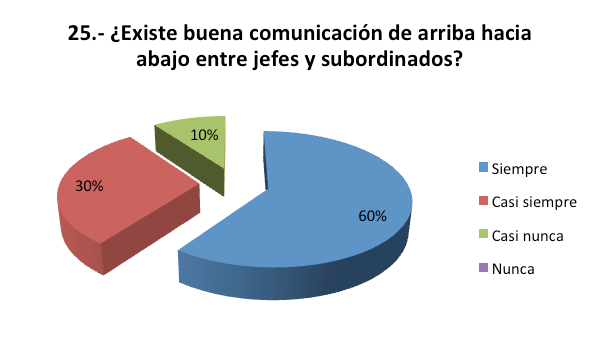 25.- ¿Existe buena comunicación de arriba hacia
abajo entre jefes y subordinados?
10%
30%
60%
Siempre
Casi siempre
Casi nunca
Nunca